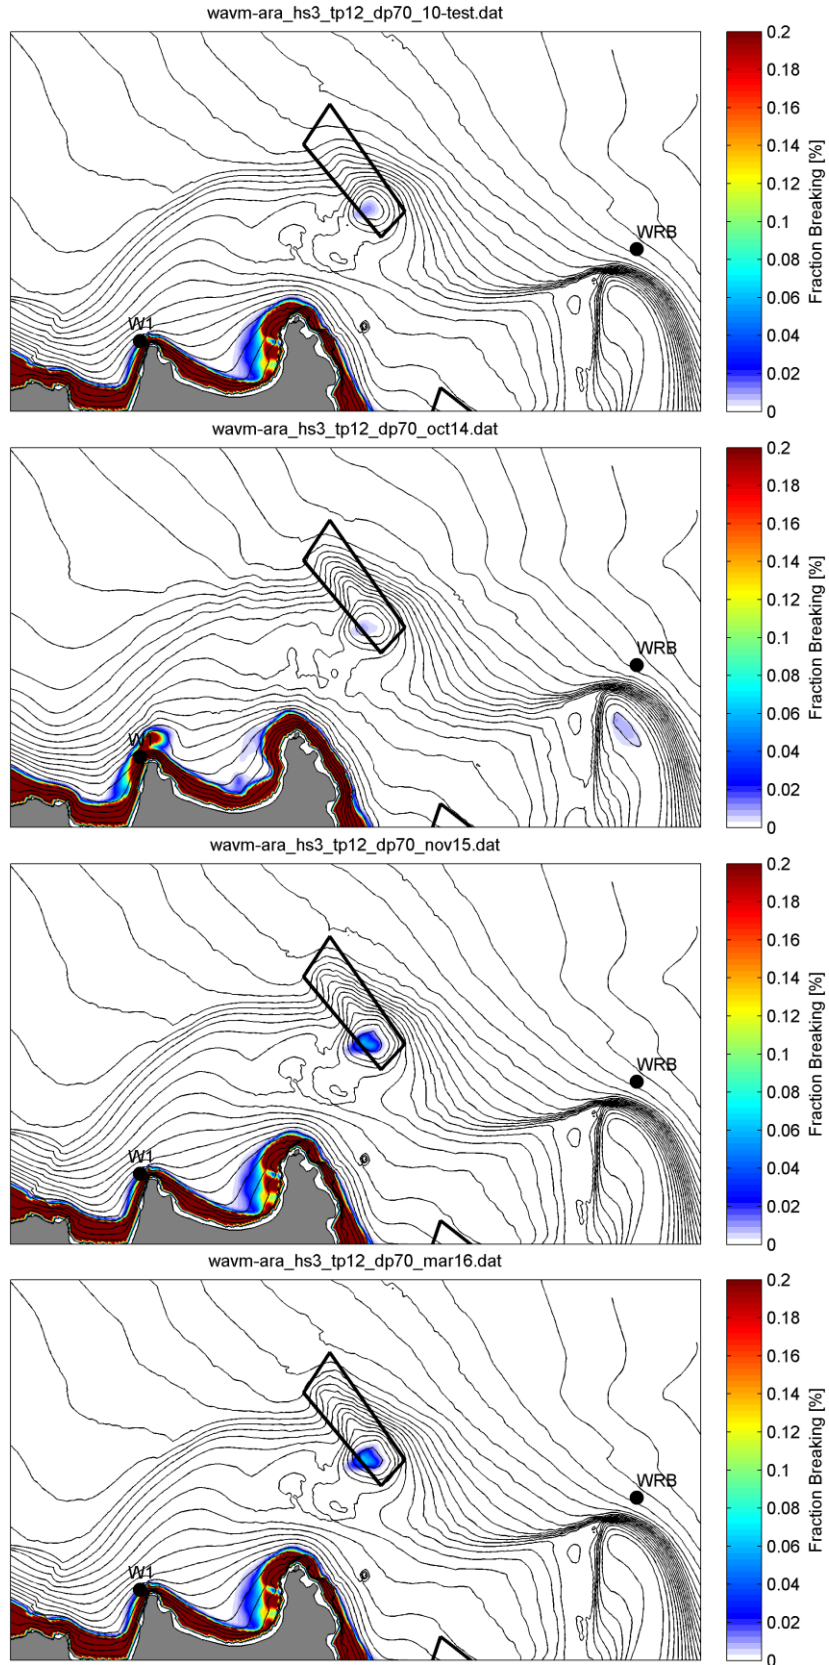 wavm-ara_hs3_tp12_dp70_10-test.dat
WRB
W1
0.2
0.18
0.16
0.14
0.12
0.1
0.08
0.06
0.04
0.02
0
Fraction Breaking [%]
wavm-ara_hs3_tp12_dp70_oct14.dat
WRB
W1
0.2
0.18
0.16
0.14
0.12
0.1
0.08
0.06
0.04
0.02
0
Fraction Breaking [%]
wavm-ara_hs3_tp12_dp70_nov15.dat
WRB
W1
0.2
0.18
0.16
0.14
0.12
0.1
0.08
0.06
0.04
0.02
0
Fraction Breaking [%]
wavm-ara_hs3_tp12_dp70_mar16.dat
WRB
W1
0.2
0.18
0.16
0.14
0.12
0.1
0.08
0.06
0.04
0.02
0
Fraction Breaking [%]